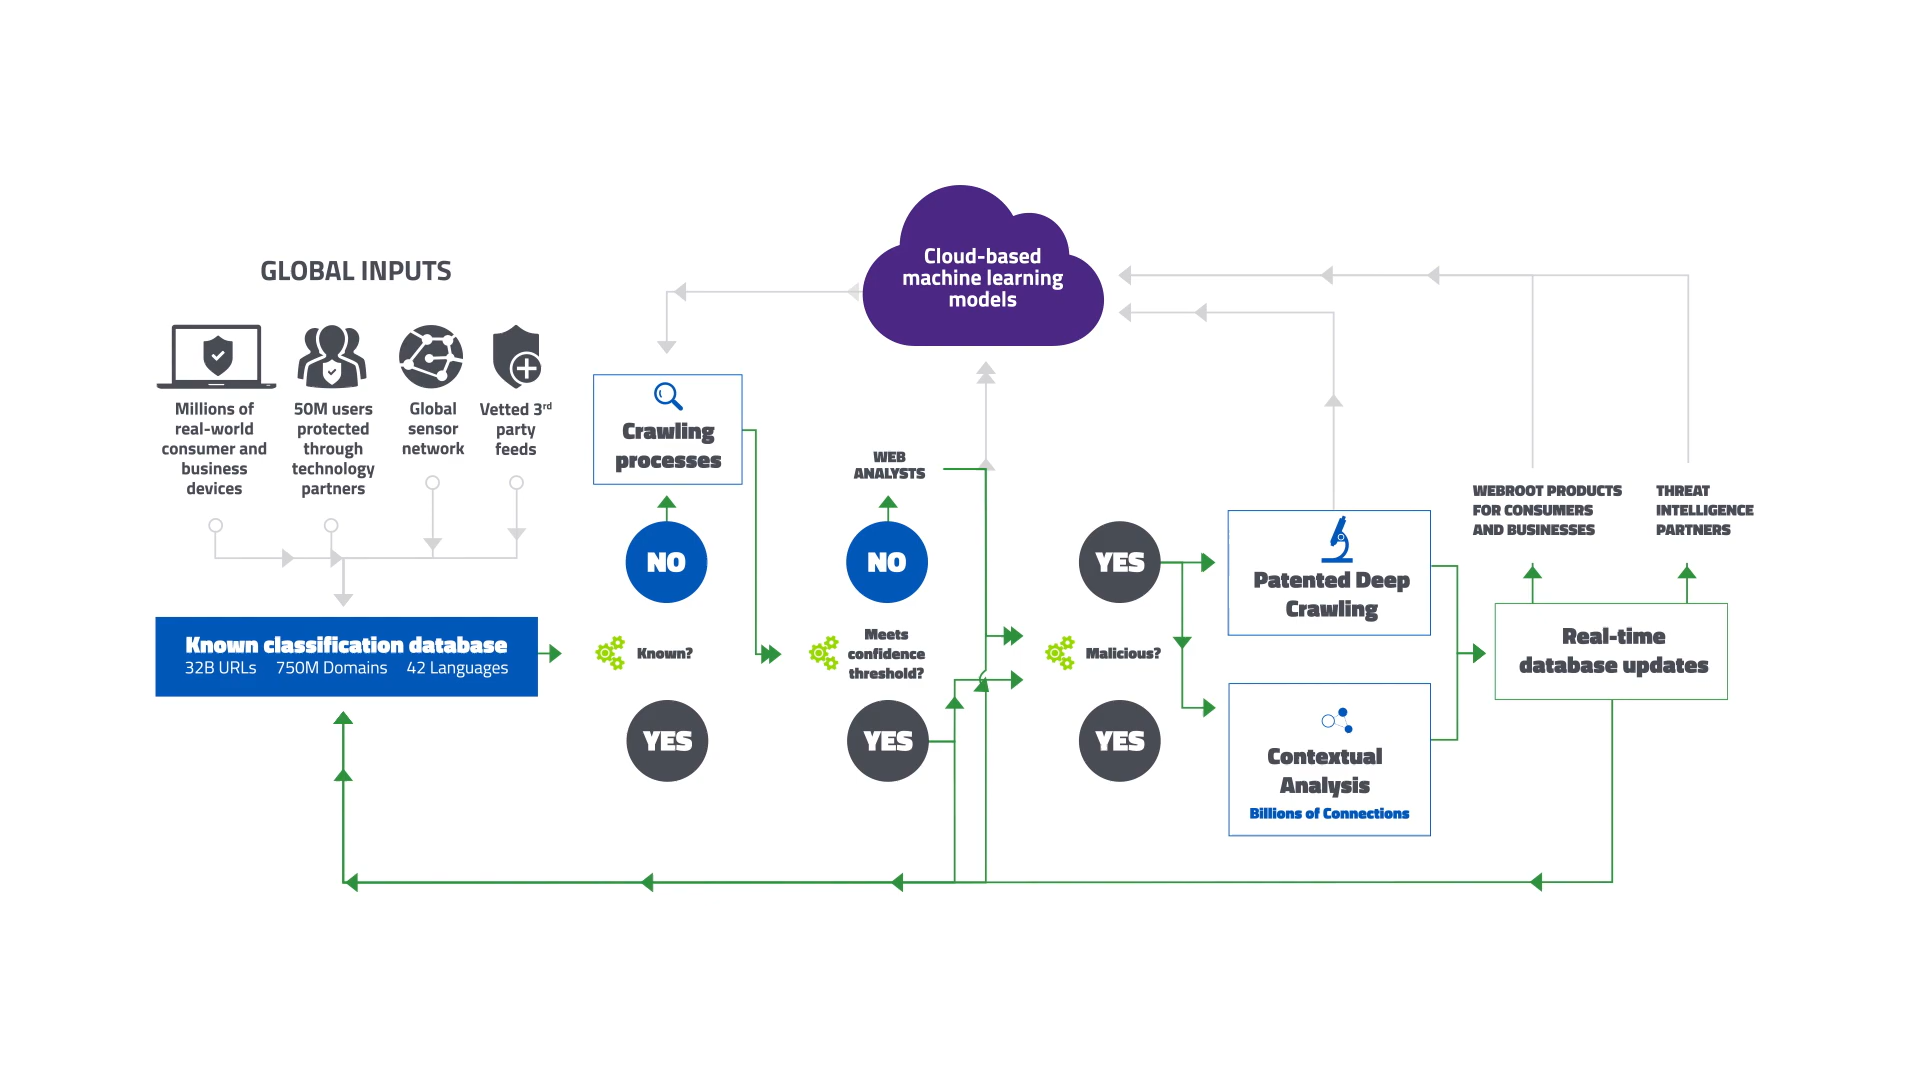 GLOBAL INPUTS
Millions of
real-world
consumer and
business
devices
50M users
protected
through
technology
partners
Global
sensor
network
Vetted 3rd
party
feeds
Known classification database
32B URLs 750M Domains 42 Languages
Cloud-based
machine learning
models
Crawling
processes
NO
Known?
YES
WEB
ANALYSTS
NO
Meets
confidence
threshold?
YES
YES
Malicious?
YES
Patented Deep
Crawling
Contextual
Analysis
Billions of Connections
WEBROOT PRODUCTS
FOR CONSUMERS
AND BUSINESSES
THREAT
INTELLIGENCE
PARTNERS
Real-time
database updates